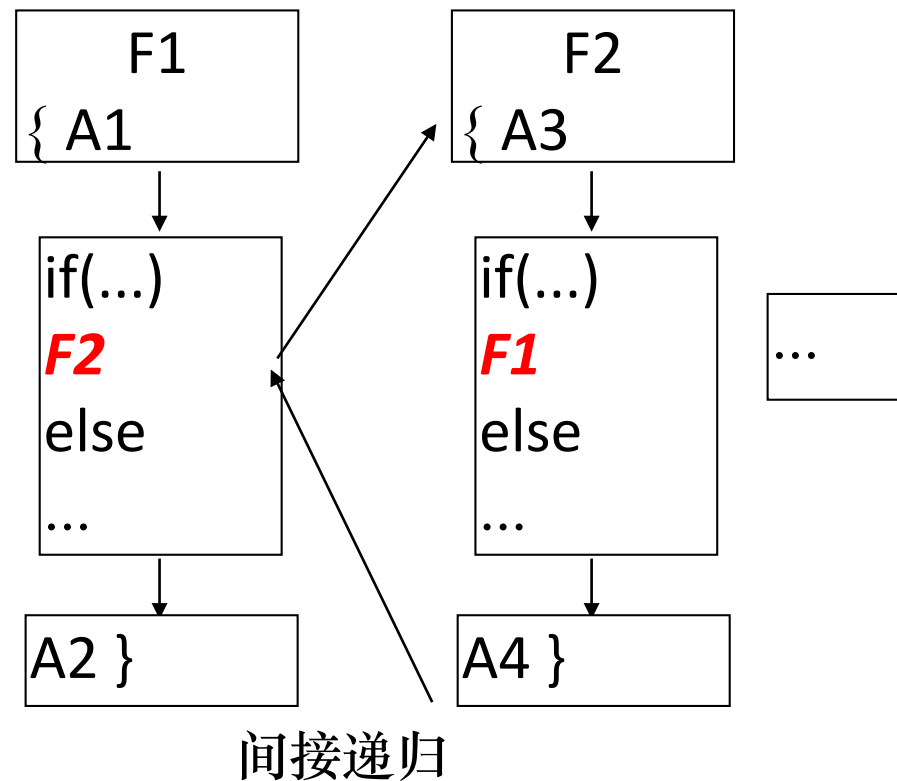 F1
{ A1
if(...)
F2
else
...
A2 }
F2
{ A3
if(...)
F1
else
...
A4 }
...
间接递归